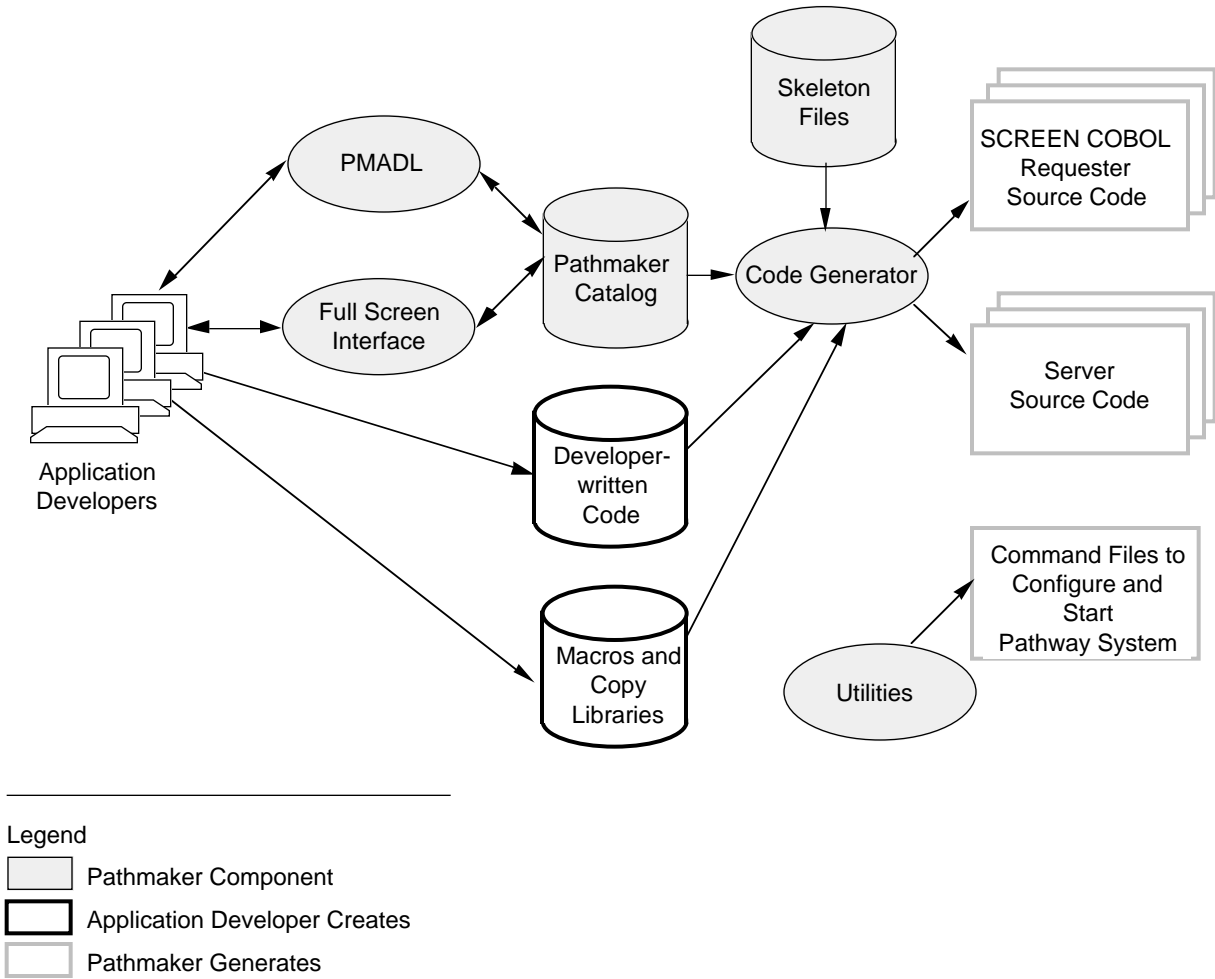 Skeleton
Files
SCREEN COBOL
Requester
Source Code
PMADL
Pathmaker
Catalog
Code Generator
Full Screen
Interface
Server
Source Code
Application
Developers
Developer-
written
Code
Command Files to
Configure and
Start
Pathway System
Macros and
Copy
Libraries
Utilities
Legend
Pathmaker Component
Application Developer Creates
Pathmaker Generates